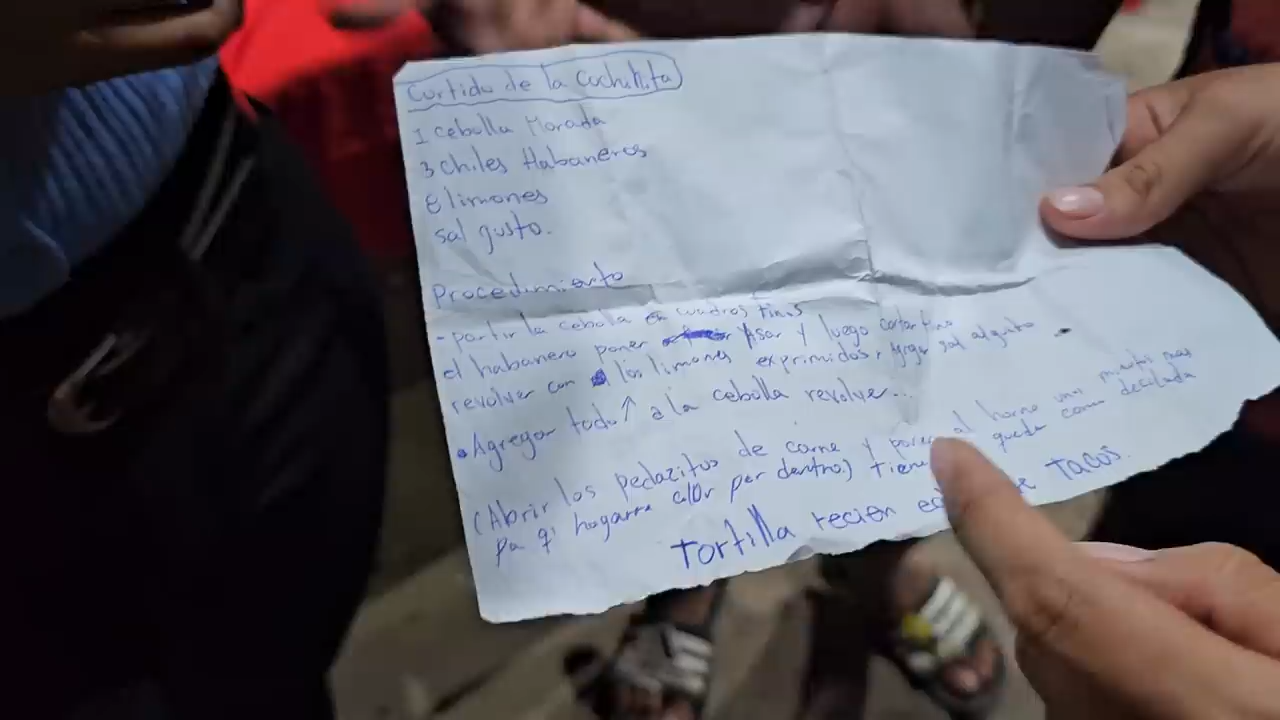 Curtido de la Cochinita
1 cebolla Morada
3 chiles Habaneros
8 limones
sal gusto.
Procedimiento
- partir la cebola en cuadros finos
el habanero poner Asar y luego cortar fino
revolver con los limones exprimidos, Agregar sal al gusto
• Agregar todo ↑ a la cebolla revolver...
(Abrir los pedazitos de carne y poner al horno unos minutos mas
pa q' hagarre calor por dentro) tiene queda como decilada
Tortilla recien Tacos.